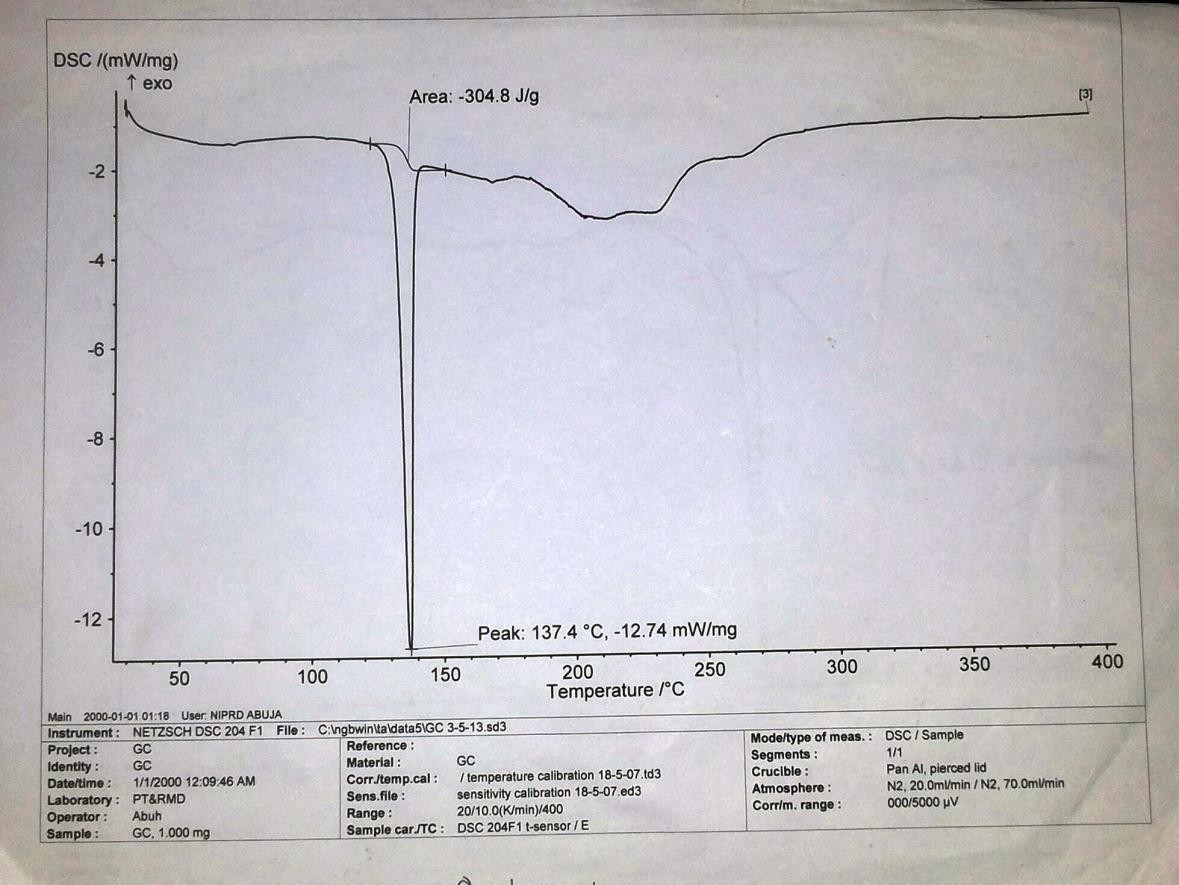 DSC /(mW/mg)
↑ exo
Area: -304.8 J/g
[3]
-2
-4
-6
-8
-10
-12
Peak: 137.4 °C, -12.74 mW/mg
50 100 150 200 250 300 350 400
Temperature /°C
Main 2000-01-01 01:18 User: NIPRD ABUJA
Instrument : NETZSCH DSC 204 F1 File : C:\ngbwin\ta\data5\GC 3-5-13.sd3
Project : GC
Identity : GC
Date/time : 1/1/2000 12:09:46 AM
Laboratory : PT&RMD
Operator : Abuh
Sample : GC, 1.000 mg
Reference :
Material : GC
Corr./temp.cal : / temperature calibration 18-5-07.td3
Sens.file : sensitivity calibration 18-5-07.ed3
Range : 20/10.0(K/min)/400
Sample car./TC : DSC 204F1 t-sensor / E
Mode/type of meas. : DSC / Sample
Segments : 1/1
Crucible : Pan Al, pierced lid
Atmosphere : N2, 20.0ml/min / N2, 70.0ml/min
Corr/m. range : 000/5000 µV